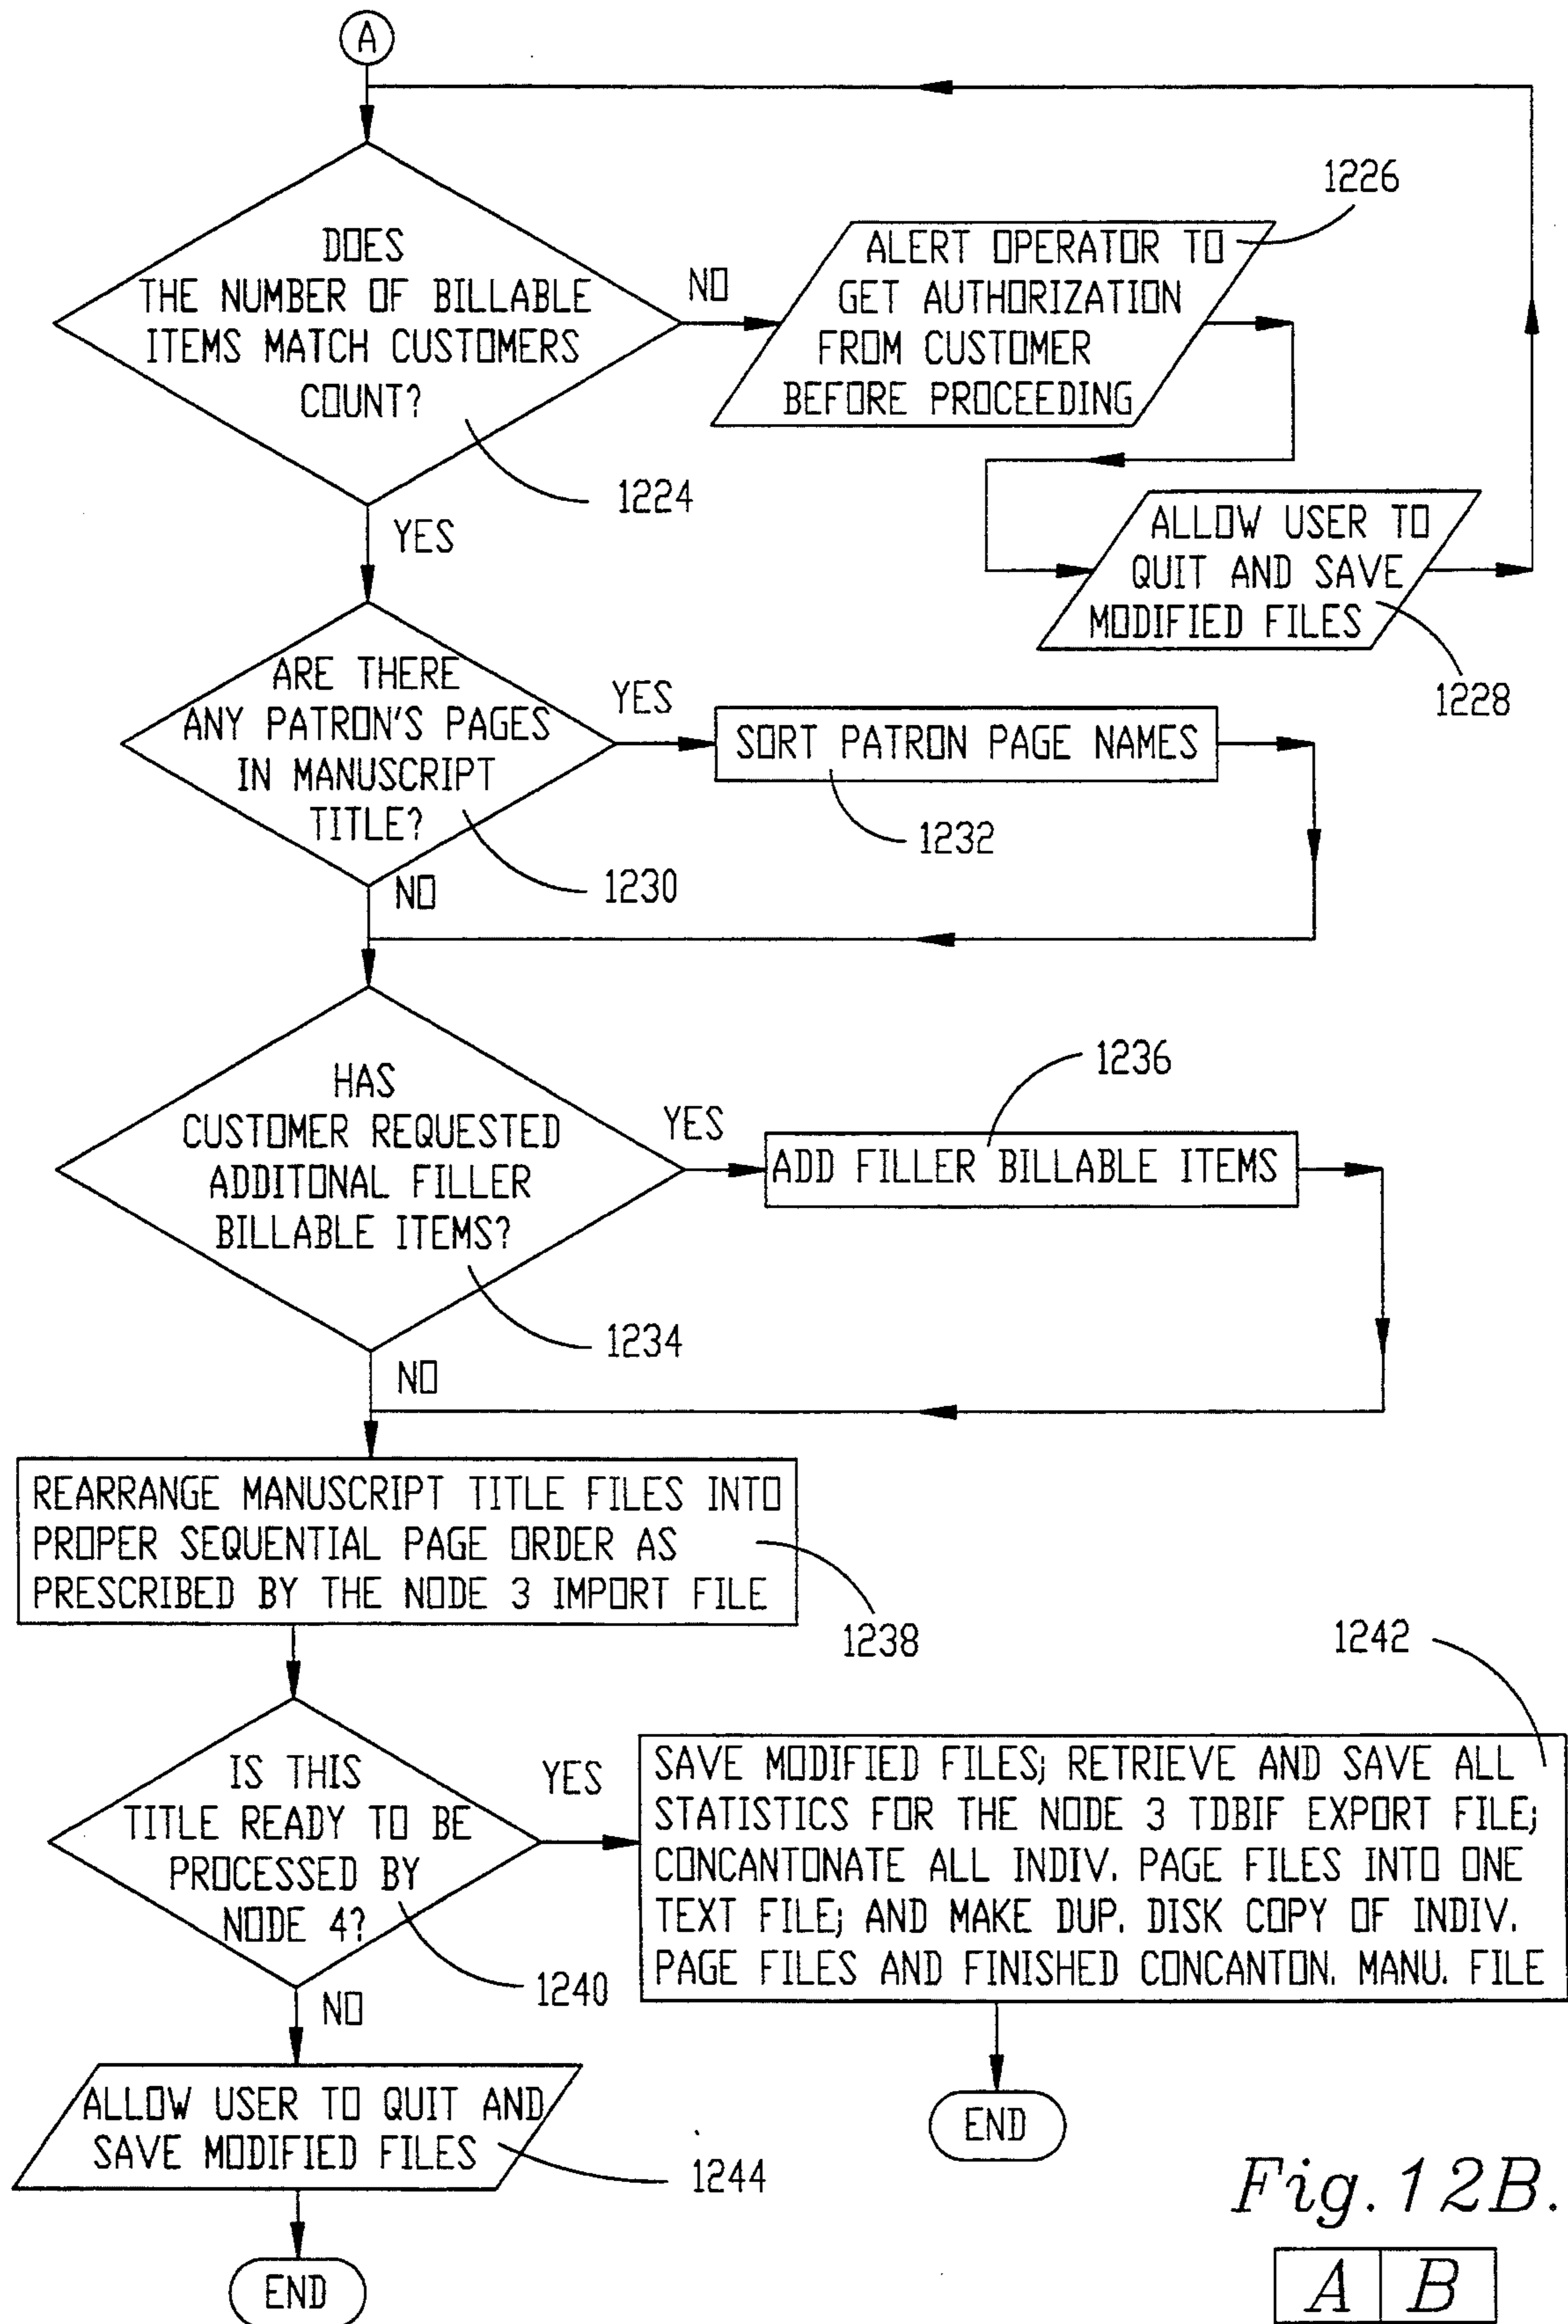 A
DOES
THE NUMBER OF BILLABLE
ITEMS MATCH CUSTOMERS
COUNT?
1224
NO
ALERT OPERATOR TO
GET AUTHORIZATION
FROM CUSTOMER
BEFORE PROCEEDING
1226
ALLOW USER TO
QUIT AND SAVE
MODIFIED FILES
1228
YES
ARE THERE
ANY PATRON'S PAGES
IN MANUSCRIPT
TITLE?
1230
YES
SORT PATRON PAGE NAMES
1232
NO
HAS
CUSTOMER REQUESTED
ADDITONAL FILLER
BILLABLE ITEMS?
1234
YES
ADD FILLER BILLABLE ITEMS
1236
NO
REARRANGE MANUSCRIPT TITLE FILES INTO
PROPER SEQUENTIAL PAGE ORDER AS
PRESCRIBED BY THE NODE 3 IMPORT FILE
1238
IS THIS
TITLE READY TO BE
PROCESSED BY
NODE 4?
1240
YES
SAVE MODIFIED FILES; RETRIEVE AND SAVE ALL
STATISTICS FOR THE NODE 3 TDBIF EXPORT FILE;
CONCANTONATE ALL INDIV. PAGE FILES INTO ONE
TEXT FILE; AND MAKE DUP. DISK COPY OF INDIV.
PAGE FILES AND FINISHED CONCANTON. MANU. FILE
1242
END
NO
ALLOW USER TO QUIT AND
SAVE MODIFIED FILES
1244
END
Fig. 12B.
A B